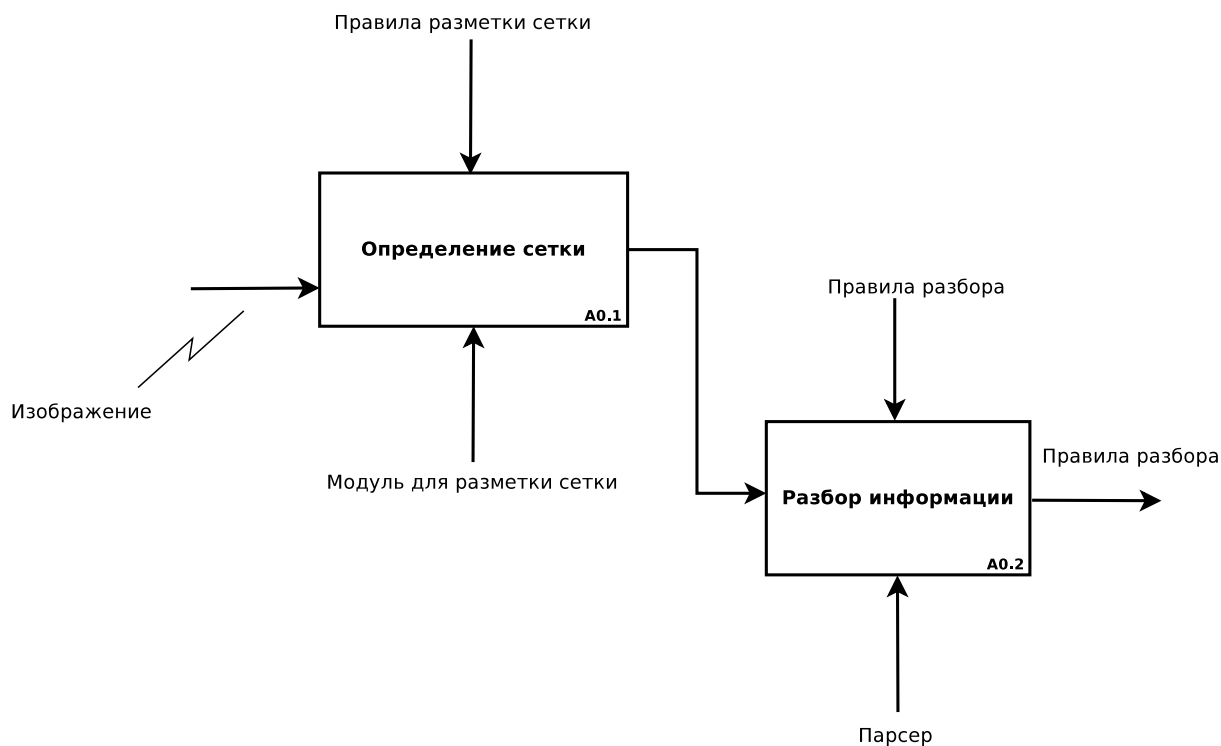 Правила разметки сетки
Определение сетки
A0.1
Изображение
Модуль для разметки сетки
Правила разбора
Правила разбора
Разбор информации
A0.2
Парсер